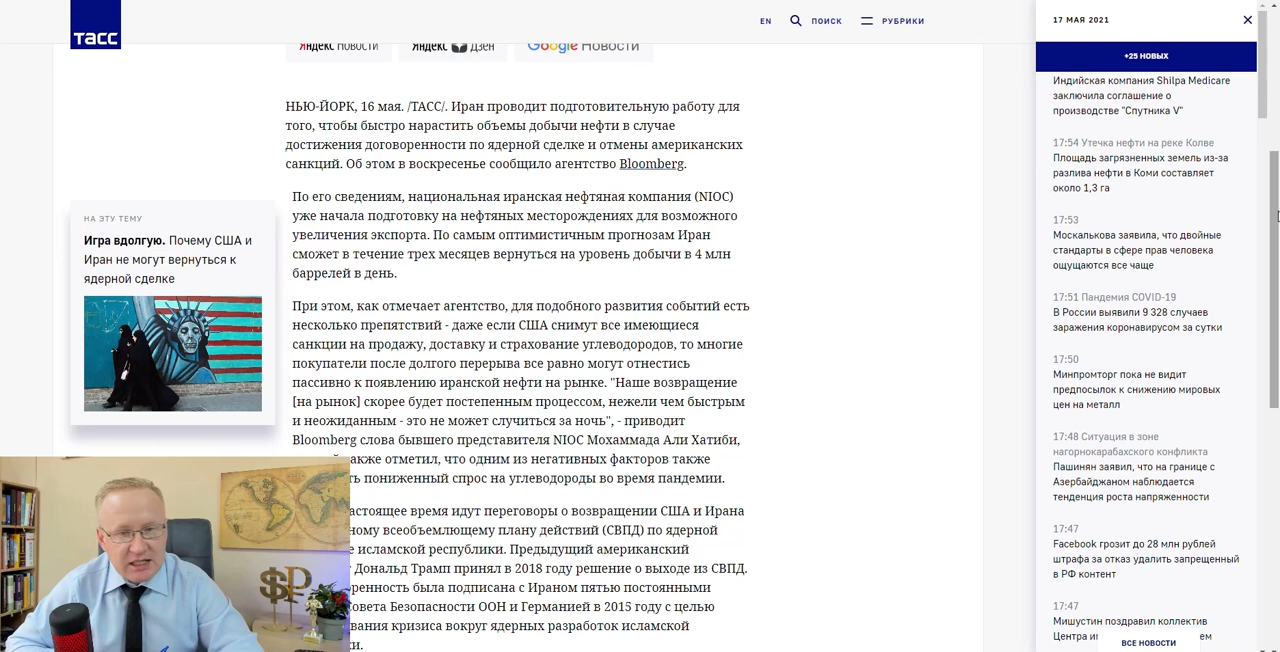 ТАСС
EN
ПОИСК
РУБРИКИ
Яндекс Новости
Яндекс Дзен
Google Новости
НЬЮ-ЙОРК, 16 мая. /ТАСС/. Иран проводит подготовительную работу для
того, чтобы быстро нарастить объемы добычи нефти в случае
достижения договоренности по ядерной сделке и отмены американских
санкций. Об этом в воскресенье сообщило агентство Bloomberg.
По его сведениям, национальная иранская нефтяная компания (NIOC)
уже начала подготовку на нефтяных месторождениях для возможного
увеличения экспорта. По самым оптимистичным прогнозам Иран
сможет в течение трех месяцев вернуться на уровень добычи в 4 млн
баррелей в день.
НА ЭТУ ТЕМУ
Игра вдолгую. Почему США и
Иран не могут вернуться к
ядерной сделке
При этом, как отмечает агентство, для подобного развития событий есть
несколько препятствий - даже если США снимут все имеющиеся
санкции на продажу, доставку и страхование углеводородов, то многие
покупатели после долгого перерыва все равно могут отнестись
пассивно к появлению иранской нефти на рынке. "Наше возвращение
[на рынок] скорее будет постепенным процессом, нежели чем быстрым
и неожиданным - это не может случиться за ночь", - приводит
Bloomberg слова бывшего представителя NIOC Мохаммада Али Хатиби,
также отметил, что одним из негативных факторов также
пониженный спрос на углеводороды во время пандемии.
астоящее время идут переговоры о возвращении США и Ирана
ному всеобъемлющему плану действий (СВПД) по ядерной
исламской республики. Предыдущий американский
Дональд Трамп принял в 2018 году решение о выходе из СВПД.
ренность была подписана с Ираном пятью постоянными
Совета Безопасности ООН и Германией в 2015 году с целью
вания кризиса вокруг ядерных разработок исламской
17 МАЯ 2021
+25 НОВЫХ
Индийская компания Shilpa Medicare
заключила соглашение о
производстве "Спутника V"
17:54 Утечка нефти на реке Колве
Площадь загрязненных земель из-за
разлива нефти в Коми составляет
около 1,3 га
17:53
Москалькова заявила, что двойные
стандарты в сфере прав человека
ощущаются все чаще
17:51 Пандемия COVID-19
В России выявили 9 328 случаев
заражения коронавирусом за сутки
17:50
Минпромторг пока не видит
предпосылок к снижению мировых
цен на металл
17:48 Ситуация в зоне
нагорнокарабахского конфликта
Пашинян заявил, что на границе с
Азербайджаном наблюдается
тенденция роста напряженности
17:47
Facebook грозит до 28 млн рублей
штрафа за отказ удалить запрещенный
в РФ контент
17:47
Мишустин поздравил коллектив
Центра
ВСЕ НОВОСТИ